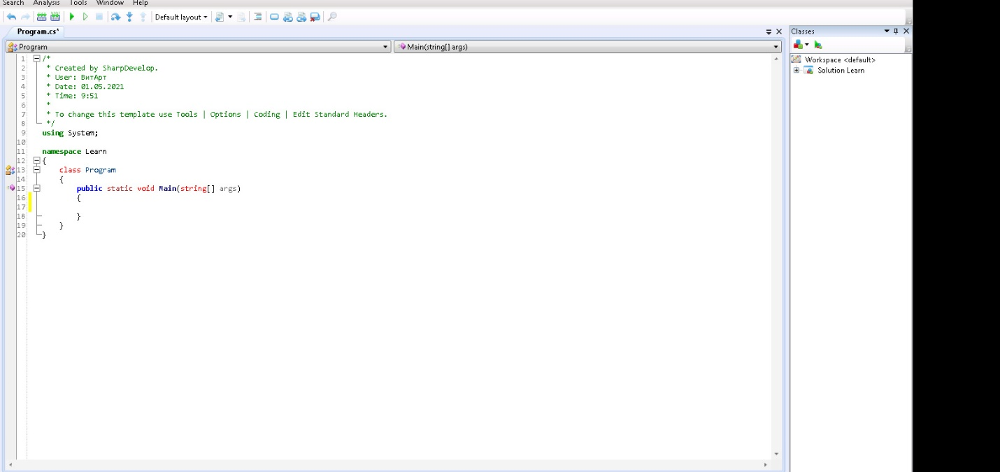 Search Analysis Tools Window Help
Default layout
Program.cs*
Classes
Program
Main(string[] args)
Workspace <default>
Solution Learn
1 /*
2 * Created by SharpDevelop.
3 * User: ВитАрт
4 * Date: 01.05.2021
5 * Time: 9:51
6 *
7 * To change this template use Tools | Options | Coding | Edit Standard Headers.
8 */
9 using System;
10
11 namespace Learn
12 {
13 class Program
14 {
15 public static void Main(string[] args)
16 {
17
18 }
19 }
20 }